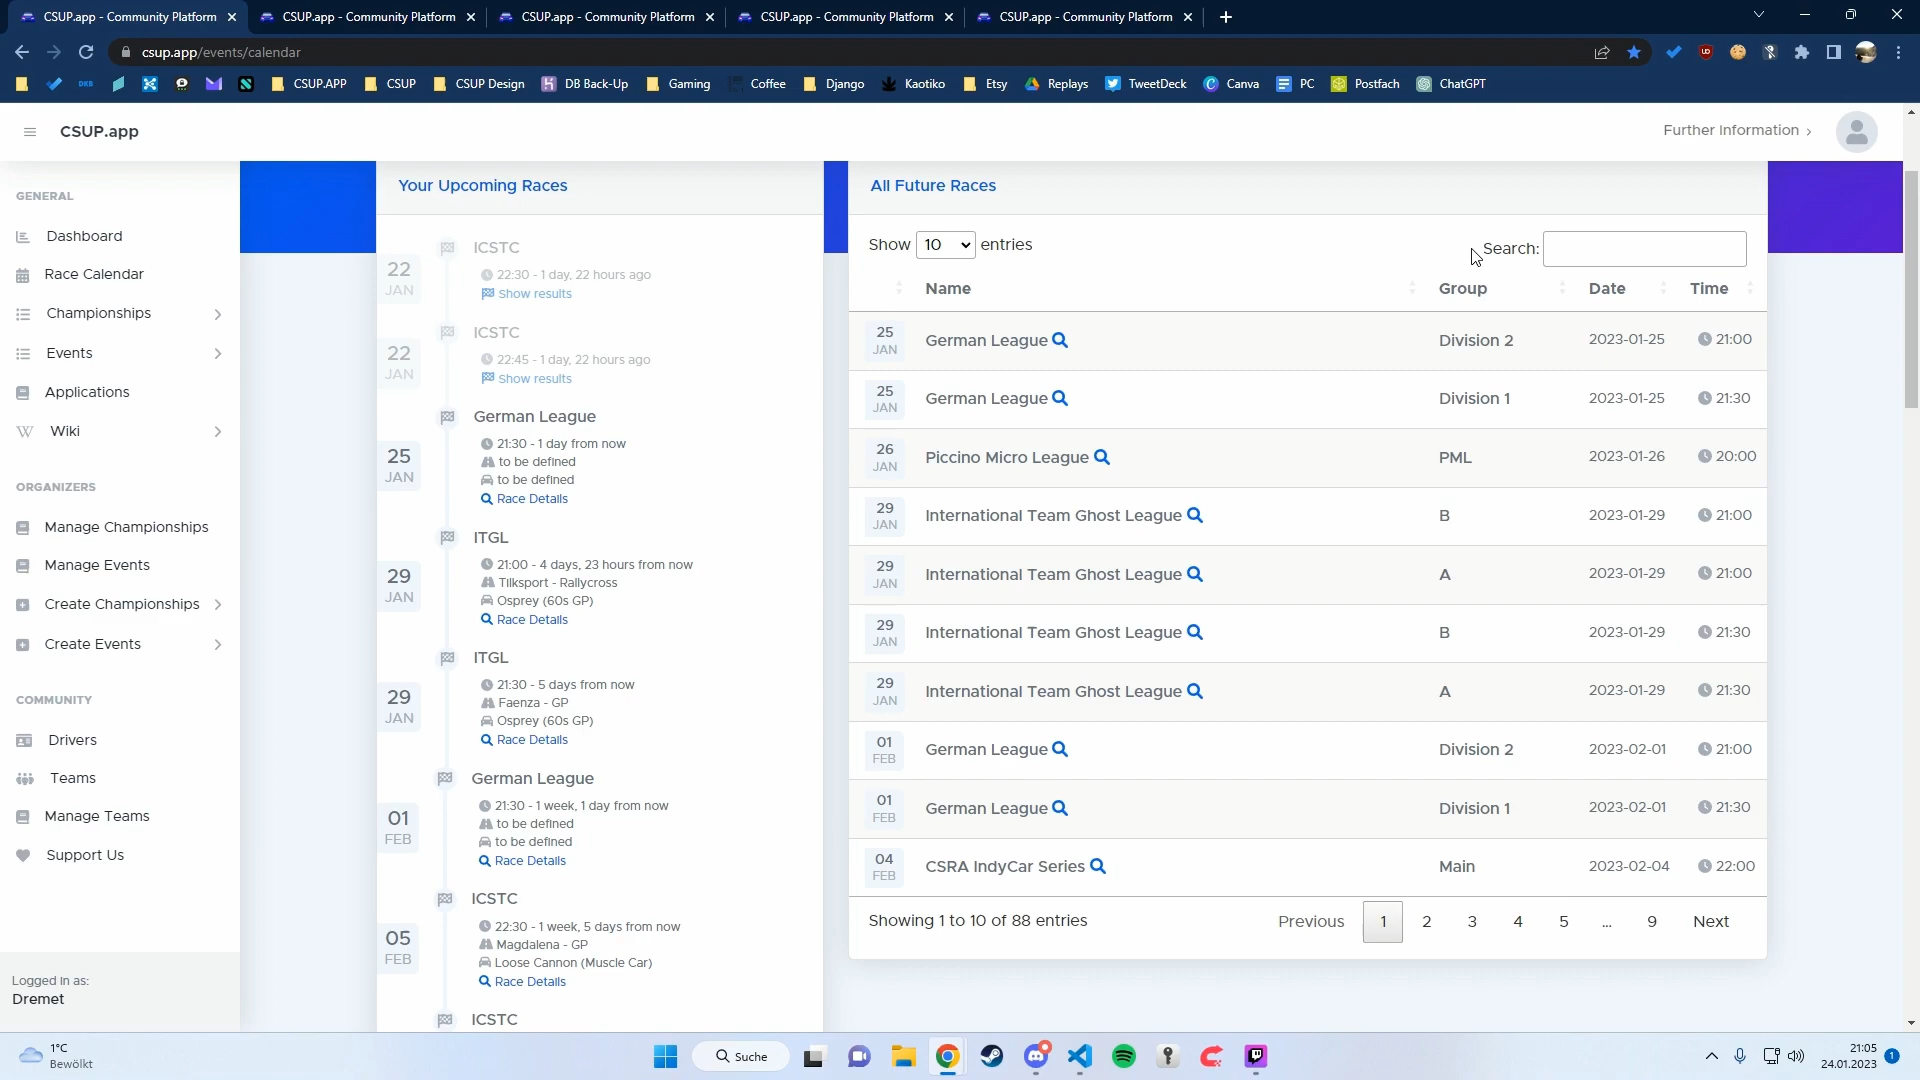 CSUP.app - Community Platform
CSUP.app - Community Platform
CSUP.app - Community Platform
CSUP.app - Community Platform
CSUP.app - Community Platform
csup.app/events/calendar
DKB
CSUP.APP
CSUP
CSUP Design
DB Back-Up
Gaming
Coffee
Django
Kaotiko
Etsy
Replays
TweetDeck
Canva
PC
Postfach
ChatGPT
CSUP.app
Further Information
GENERAL
Dashboard
Race Calendar
Championships
Events
Applications
Wiki
ORGANIZERS
Manage Championships
Manage Events
Create Championships
Create Events
COMMUNITY
Drivers
Teams
Manage Teams
Support Us
Logged in as:
Dremet
Your Upcoming Races
22 JAN
ICSTC
22:30 - 1 day, 22 hours ago
Show results
22 JAN
ICSTC
22:45 - 1 day, 22 hours ago
Show results
25 JAN
German League
21:30 - 1 day from now
to be defined
to be defined
Race Details
29 JAN
ITGL
21:00 - 4 days, 23 hours from now
Tilksport - Rallycross
Osprey (60s GP)
Race Details
29 JAN
ITGL
21:30 - 5 days from now
Faenza - GP
Osprey (60s GP)
Race Details
01 FEB
German League
21:30 - 1 week, 1 day from now
to be defined
to be defined
Race Details
05 FEB
ICSTC
22:30 - 1 week, 5 days from now
Magdalena - GP
Loose Cannon (Muscle Car)
Race Details
ICSTC
All Future Races
Show 10 entries
Search:
Name Group Date Time
25 JAN German League Division 2 2023-01-25 21:00
25 JAN German League Division 1 2023-01-25 21:30
26 JAN Piccino Micro League PML 2023-01-26 20:00
29 JAN International Team Ghost League B 2023-01-29 21:00
29 JAN International Team Ghost League A 2023-01-29 21:00
29 JAN International Team Ghost League B 2023-01-29 21:30
29 JAN International Team Ghost League A 2023-01-29 21:30
01 FEB German League Division 2 2023-02-01 21:00
01 FEB German League Division 1 2023-02-01 21:30
04 FEB CSRA IndyCar Series Main 2023-02-04 22:00
Showing 1 to 10 of 88 entries
Previous 1 2 3 4 5 ... 9 Next
1°C
Bewölkt
Suche
21:05
24.01.2023
1